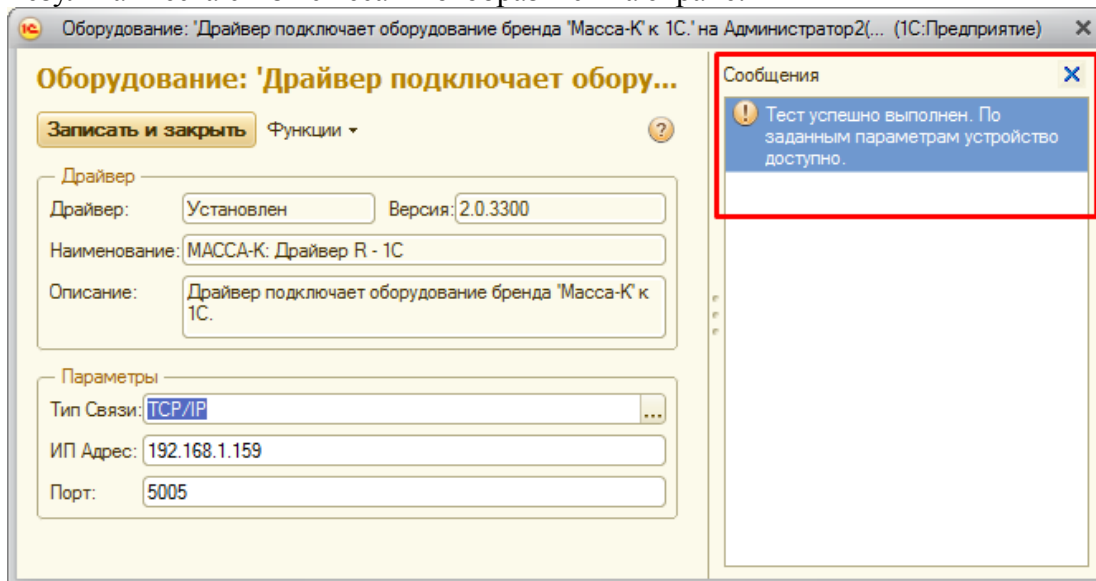 Оборудование: 'Драйвер подключает оборудование бренда 'Масса-К' к 1С.' на Администратор2(... (1С:Предприятие)
Оборудование: 'Драйвер подключает обору...
Записать и закрыть Функции
Драйвер
Драйвер: Установлен Версия: 2.0.3300
Наименование: МАССА-К: Драйвер R - 1С
Описание: Драйвер подключает оборудование бренда 'Масса-К' к
1С.
Параметры
Тип Связи: TCP/IP ...
ИП Адрес: 192.168.1.159
Порт: 5005
Сообщения
Тест успешно выполнен. По
заданным параметрам устройство
доступно.